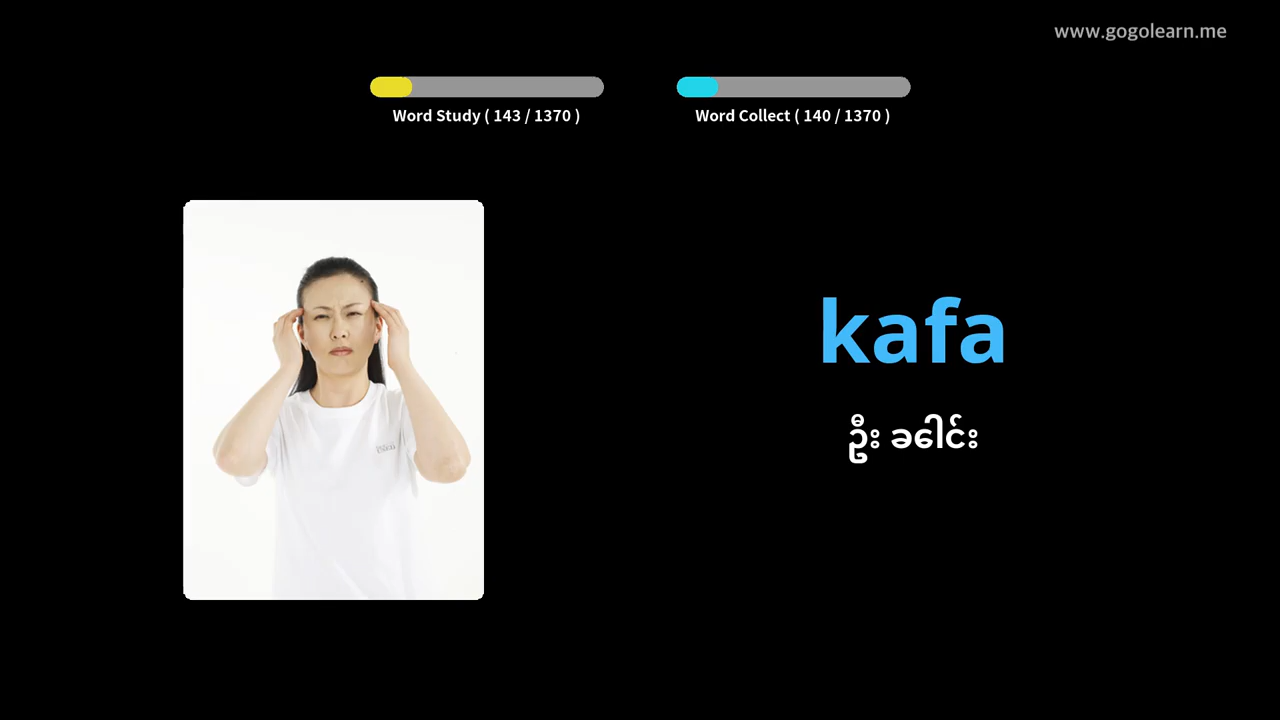 www.gogolearn.me
Word Study ( 143 / 1370 )
Word Collect ( 140 / 1370 )
kafa
ဦး ခေါင်း